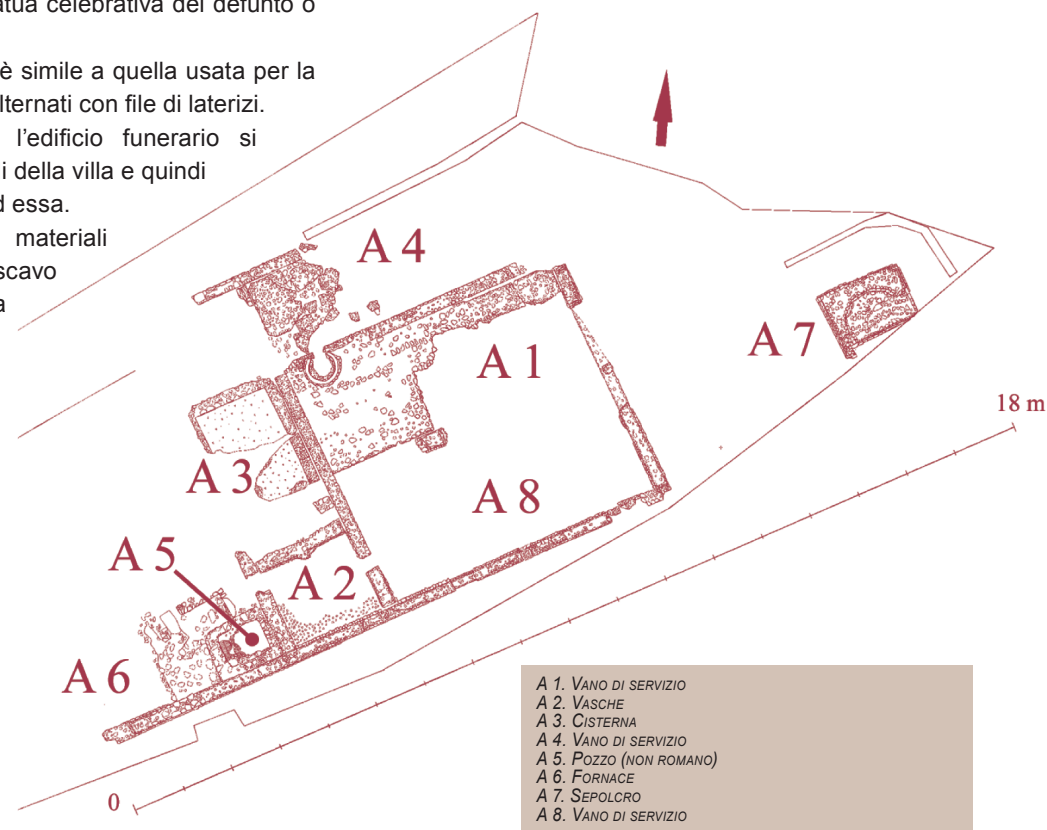 atua celebrativa del defunto o
è simile a quella usata per la
lternati con file di laterizi.
l'edificio funerario si
i della villa e quindi
d essa.
materiali
scavo
a
A 4
A 1
A 7
18 m
A 3
A 8
A 5
A 2
A 6
0
A 1. VANO DI SERVIZIO
A 2. VASCHE
A 3. CISTERNA
A 4. VANO DI SERVIZIO
A 5. POZZO (NON ROMANO)
A 6. FORNACE
A 7. SEPOLCRO
A 8. VANO DI SERVIZIO